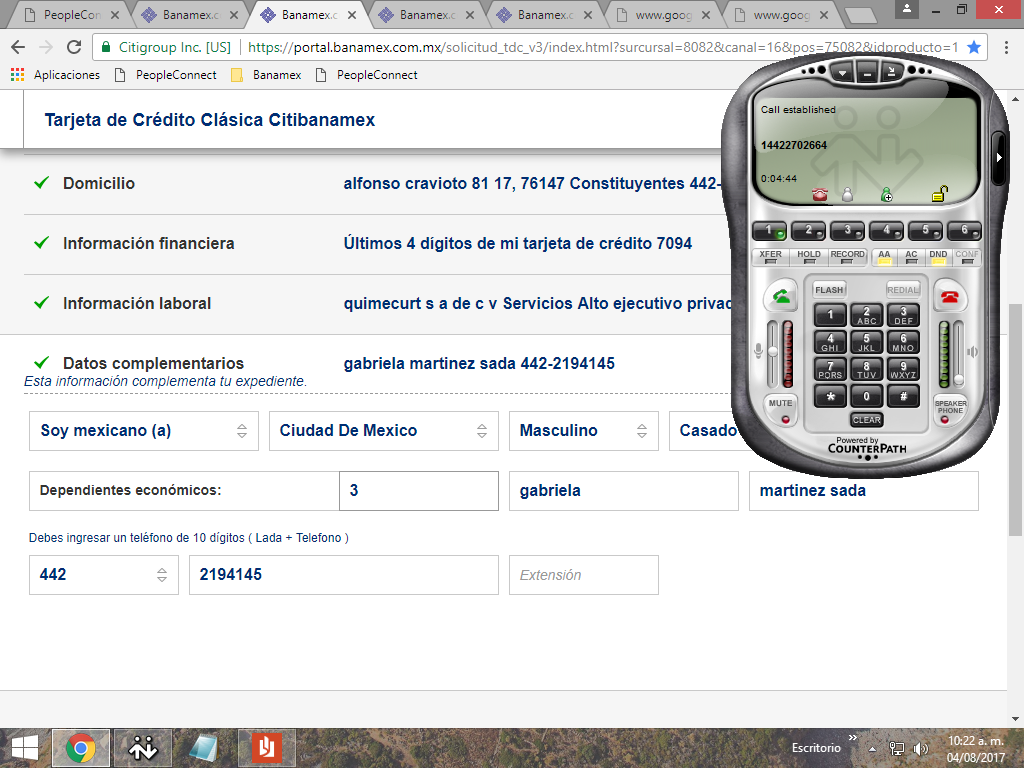 PeopleCon
Banamex.c
Banamex.c
Banamex.c
Banamex.c
www.goog
www.goog
Citigroup Inc. [US]
https://portal.banamex.com.mx/solicitud_tdc_v3/index.html?surcursal=8082&canal=16&pos=75082&idproducto=1
Aplicaciones
PeopleConnect
Banamex
PeopleConnect
Tarjeta de Crédito Clásica Citibanamex
Domicilio
alfonso cravioto 81 17, 76147 Constituyentes 442-
Información financiera
Últimos 4 dígitos de mi tarjeta de crédito 7094
Información laboral
quimecurt s a de c v Servicios Alto ejecutivo privac
Datos complementarios
gabriela martinez sada 442-2194145
Esta información complementa tu expediente.
Soy mexicano (a)
Ciudad De Mexico
Masculino
Casado
Dependientes económicos:
3
gabriela
martinez sada
Debes ingresar un teléfono de 10 dígitos ( Lada + Telefono )
442
2194145
Extensión
Call established
14422702664
0:04:44
1 2 3 4 5 6
XFER HOLD RECORD AA AC DND CONF
FLASH
REDIAL
1 2 ABC 3 DEF
4 GHI 5 JKL 6 MNO
7 PQRS 8 TUV 9 WXYZ
* 0 #
MUTE
SPEAKER PHONE
CLEAR
Powered by
COUNTERPATH
Escritorio
10:22 a. m.
04/08/2017